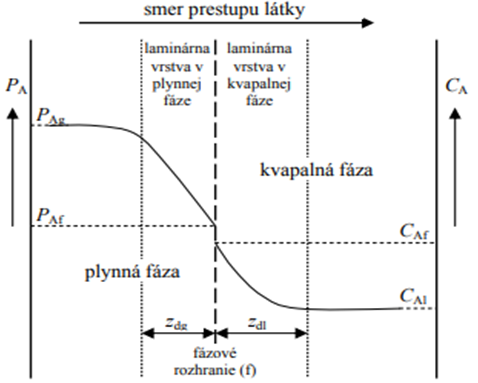 smer prestupu látky
laminárna
vrstva v
plynnej
fáze
laminárna
vrstva v
kvapalnej
fáze
P_A
C_A
P_Ag
kvapalná fáza
P_Af
C_Af
plynná fáza
C_Al
z_dg
z_dl
fázové
rozhranie (f)